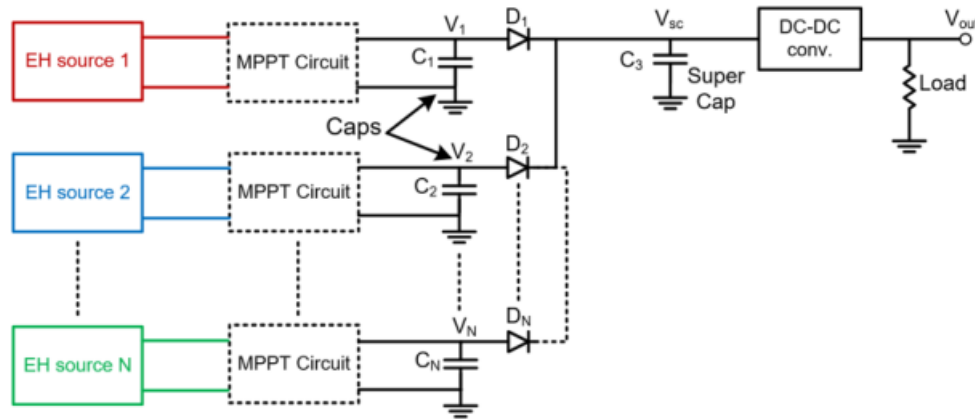 EH source 1
MPPT Circuit
V1
C1
D1
Vsc
C3
Super
Cap
DC-DC
conv.
Vou
Load
Caps
EH source 2
MPPT Circuit
V2
C2
D2
EH source N
MPPT Circuit
VN
CN
DN